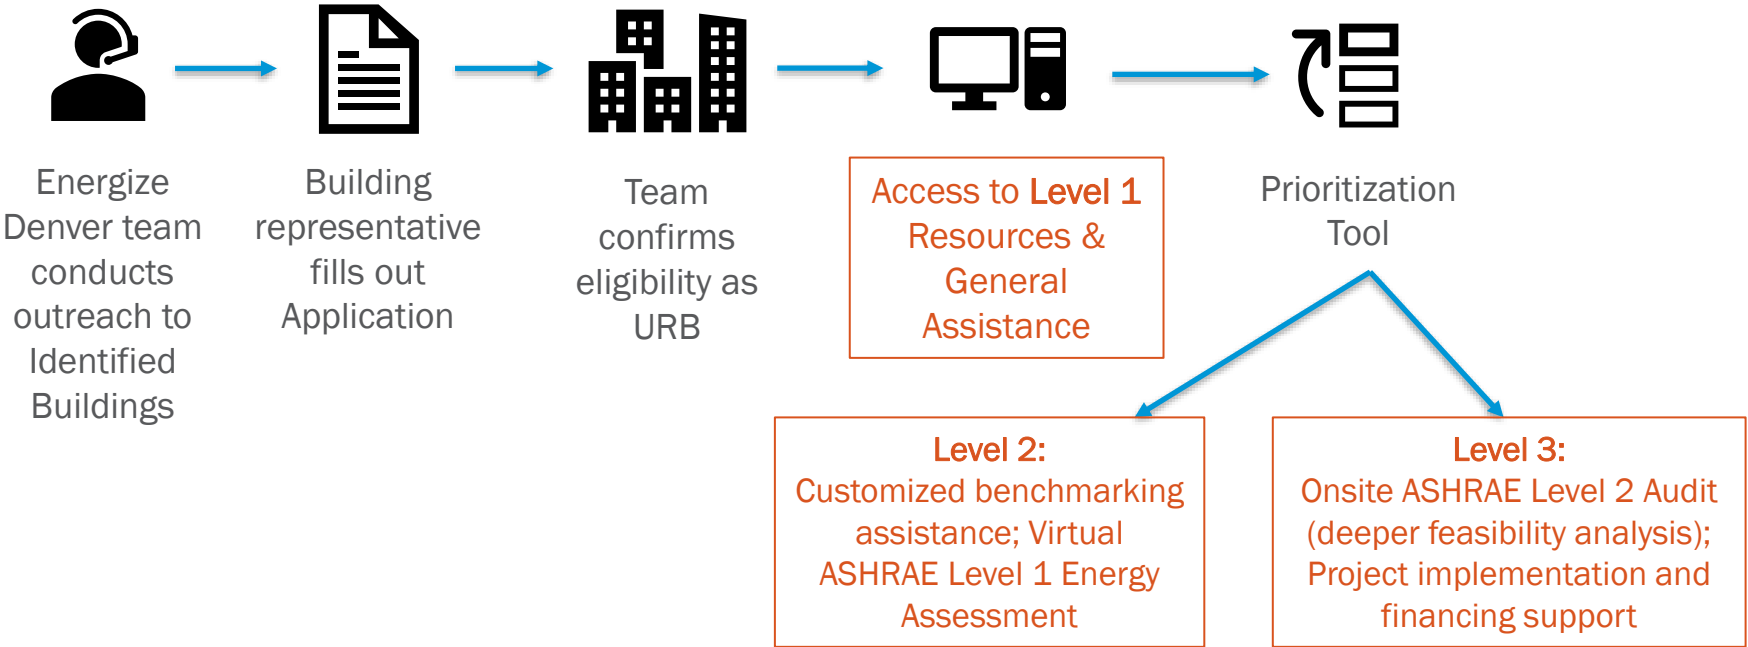 Energize
Denver team
conducts
outreach to
Identified
Buildings
Building
representative
fills out
Application
Team
confirms
eligibility as
URB
Access to Level 1
Resources &
General
Assistance
Prioritization
Tool
Level 2:
Customized benchmarking
assistance; Virtual
ASHRAE Level 1 Energy
Assessment
Level 3:
Onsite ASHRAE Level 2 Audit
(deeper feasibility analysis);
Project implementation and
financing support